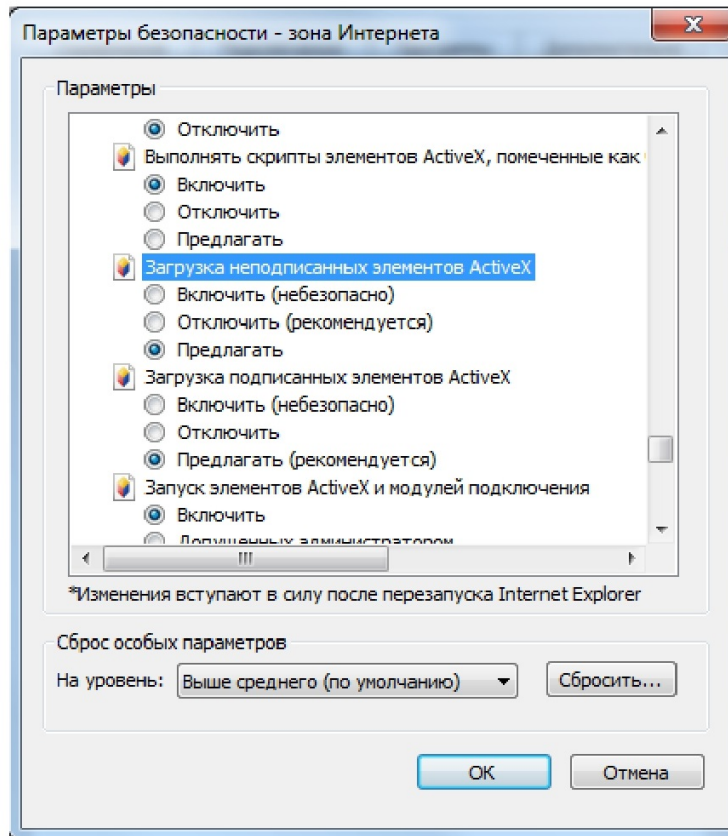 Параметры безопасности - зона Интернета
Параметры
Отключить
Выполнять скрипты элементов ActiveX, помеченные как
Включить
Отключить
Предлагать
Загрузка неподписанных элементов ActiveX
Включить (небезопасно)
Отключить (рекомендуется)
Предлагать
Загрузка подписанных элементов ActiveX
Включить (небезопасно)
Отключить
Предлагать (рекомендуется)
Запуск элементов ActiveX и модулей подключения
Включить
Допущенных администратором
*Изменения вступают в силу после перезапуска Internet Explorer
Сброс особых параметров
На уровень: Выше среднего (по умолчанию) Сбросить...
ОК Отмена